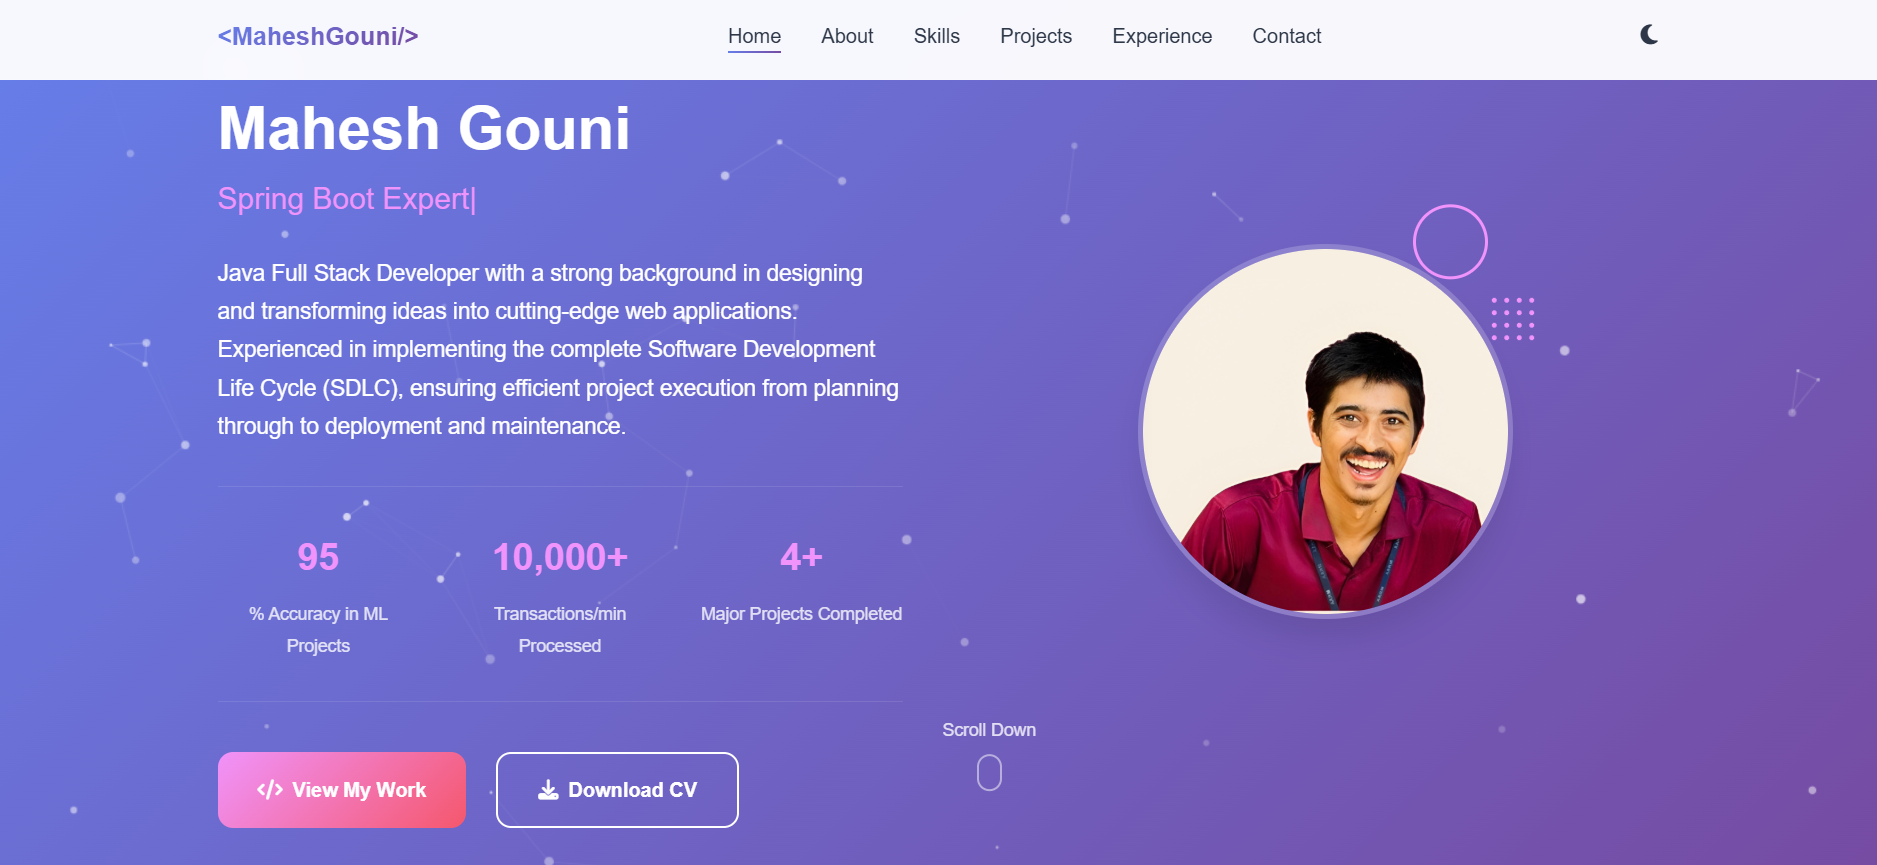 <MaheshGouni/>
Home About Skills Projects Experience Contact
Mahesh Gouni
Spring Boot Expert|
Java Full Stack Developer with a strong background in designing
and transforming ideas into cutting-edge web applications.
Experienced in implementing the complete Software Development
Life Cycle (SDLC), ensuring efficient project execution from planning
through to deployment and maintenance.
95
% Accuracy in ML
Projects
10,000+
Transactions/min
Processed
4+
Major Projects Completed
Scroll Down
</> View My Work
Download CV